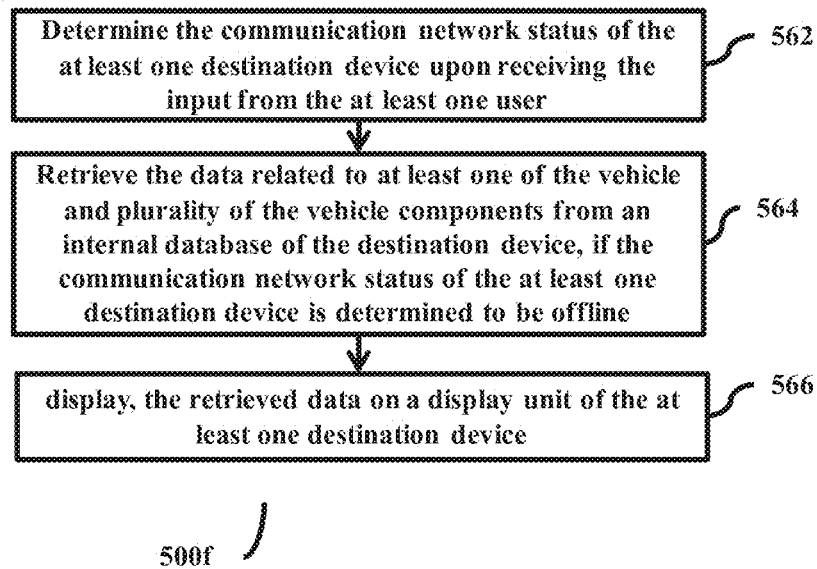 Determine the communication network status of the
at least one destination device upon receiving the
input from the at least one user
562
Retrieve the data related to at least one of the vehicle
and plurality of the vehicle components from an
internal database of the destination device, if the
communication network status of the at least one
destination device is determined to be offline
564
display, the retrieved data on a display unit of the at
least one destination device
566
500f